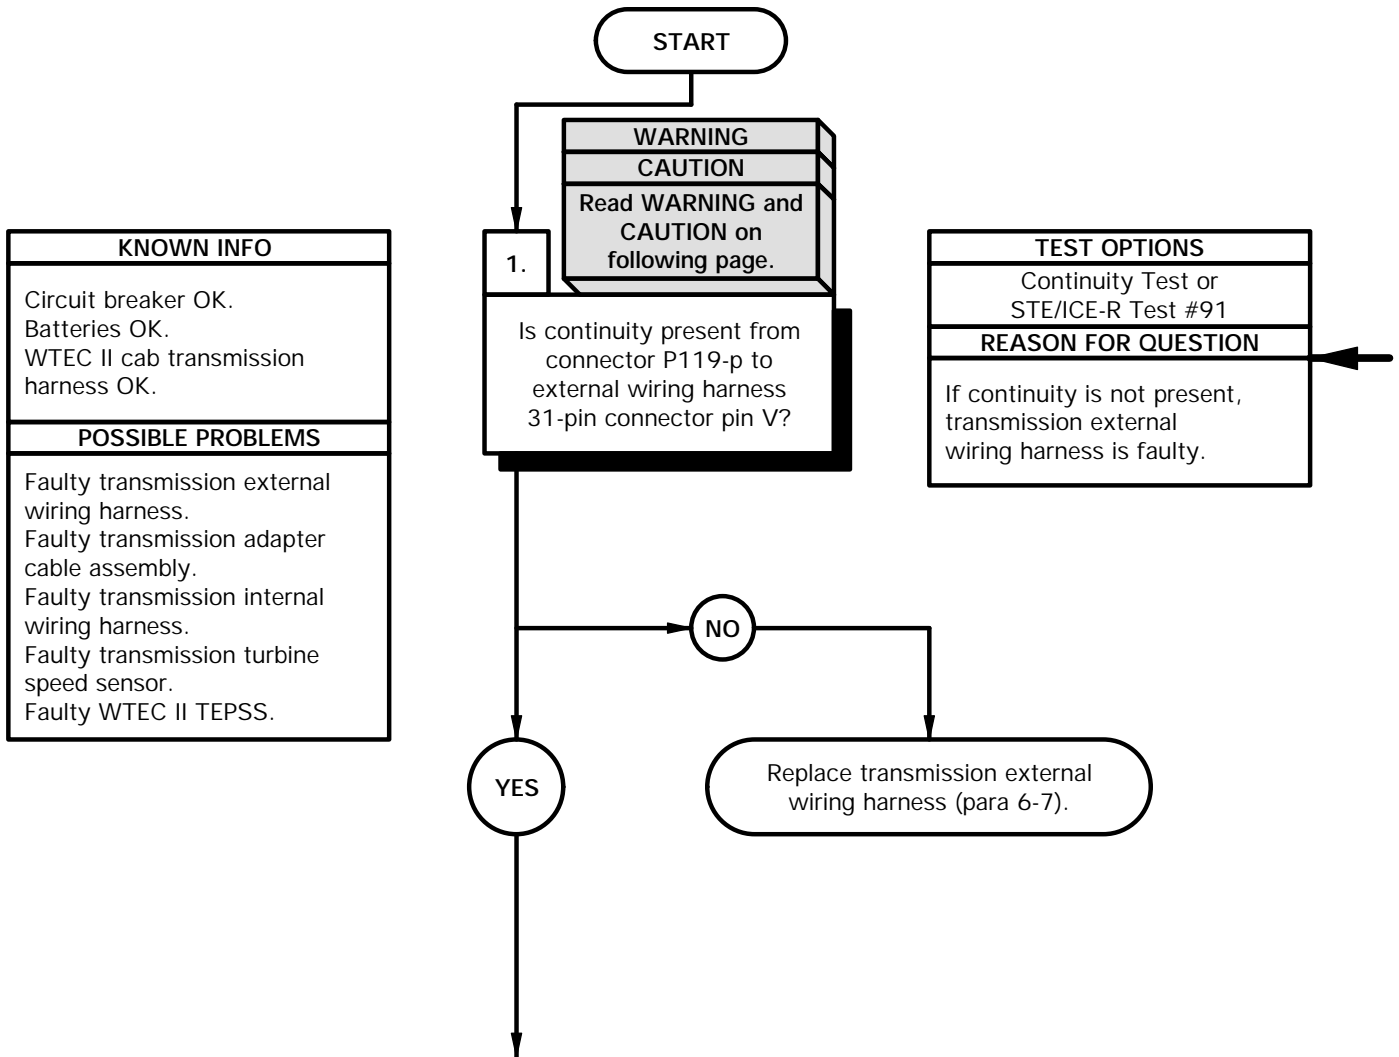 START
WARNING
CAUTION
Read WARNING and
CAUTION on
following page.
1.
Is continuity present from
connector P119-p to
external wiring harness
31-pin connector pin V?
KNOWN INFO
Circuit breaker OK.
Batteries OK.
WTEC II cab transmission
harness OK.
POSSIBLE PROBLEMS
Faulty transmission external
wiring harness.
Faulty transmission adapter
cable assembly.
Faulty transmission internal
wiring harness.
Faulty transmission turbine
speed sensor.
Faulty WTEC II TEPSS.
TEST OPTIONS
Continuity Test or
STE/ICE-R Test #91
REASON FOR QUESTION
If continuity is not present,
transmission external
wiring harness is faulty.
NO
YES
Replace transmission external
wiring harness (para 6-7).